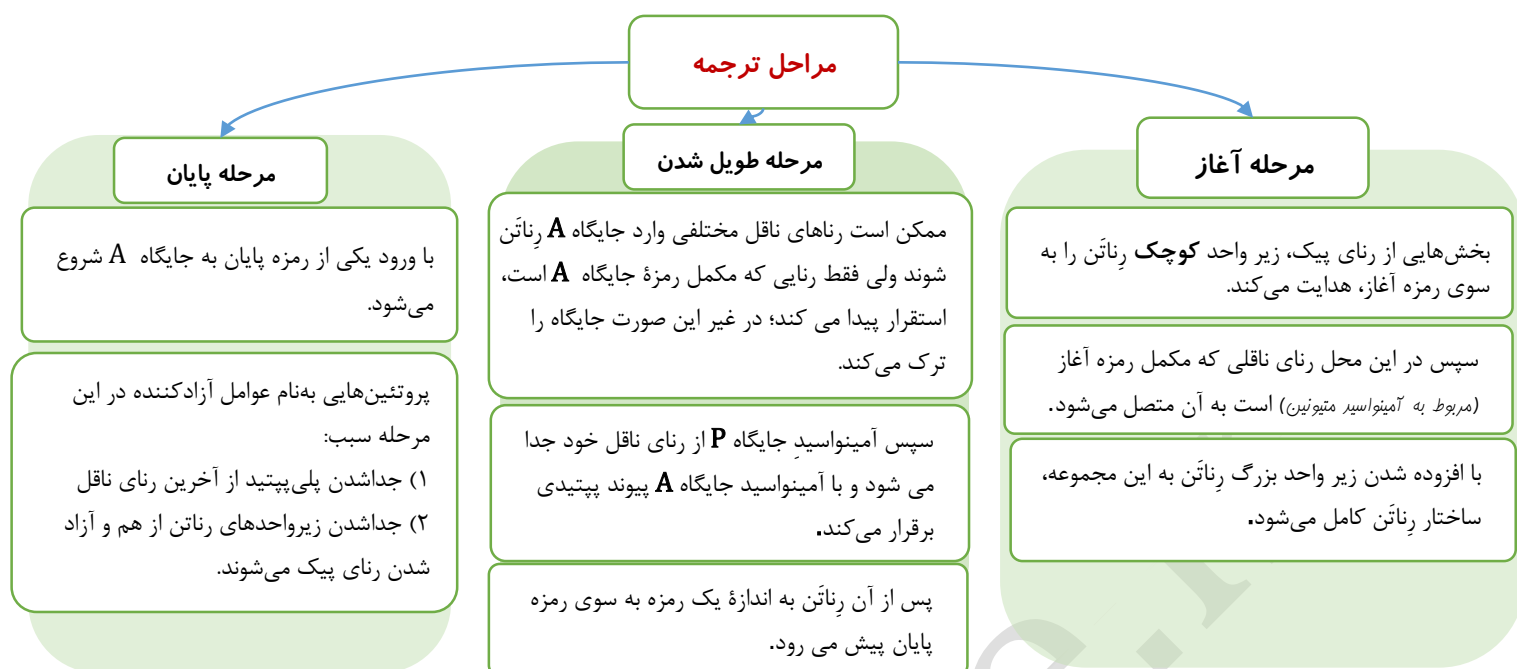 مراحل ترجمه
مرحله آغاز
بخش‌هایی از رنای پیک، زیر واحد کوچک رِناتَن را به
سوی رمزه آغاز، هدایت می‌کند.
سپس در این محل رنای ناقلی که مکمل رمزه آغاز
(مربوط به آمینواسید متیونین) است به آن متصل می‌شود.
با افزوده شدن زیر واحد بزرگ رِناتَن به این مجموعه،
ساختار رِناتَن کامل می‌شود.
مرحله طویل شدن
ممکن است رناهای ناقل مختلفی وارد جایگاه A رِناتَن
شوند ولی فقط رنایی که مکمل رمزهٔ جایگاه A است،
استقرار پیدا می کند؛ در غیر این صورت جایگاه را
ترک می‌کند.
سپس آمینواسیدِ جایگاه P از رنای ناقل خود جدا
می شود و با آمینواسید جایگاه A پیوند پپتیدی
برقرار می‌کند.
پس از آن رِناتَن به اندازهٔ یک رمزه به سوی رمزه
پایان پیش می رود.
مرحله پایان
با ورود یکی از رمزه پایان به جایگاه A شروع
می‌شود.
پروتئین‌هایی به‌نام عوامل آزادکننده در این
مرحله سبب:
۱) جداشدن پلی‌پپتید از آخرین رنای ناقل
۲) جداشدن زیرواحدهای رناتن از هم و آزاد
شدن رنای پیک می‌شوند.